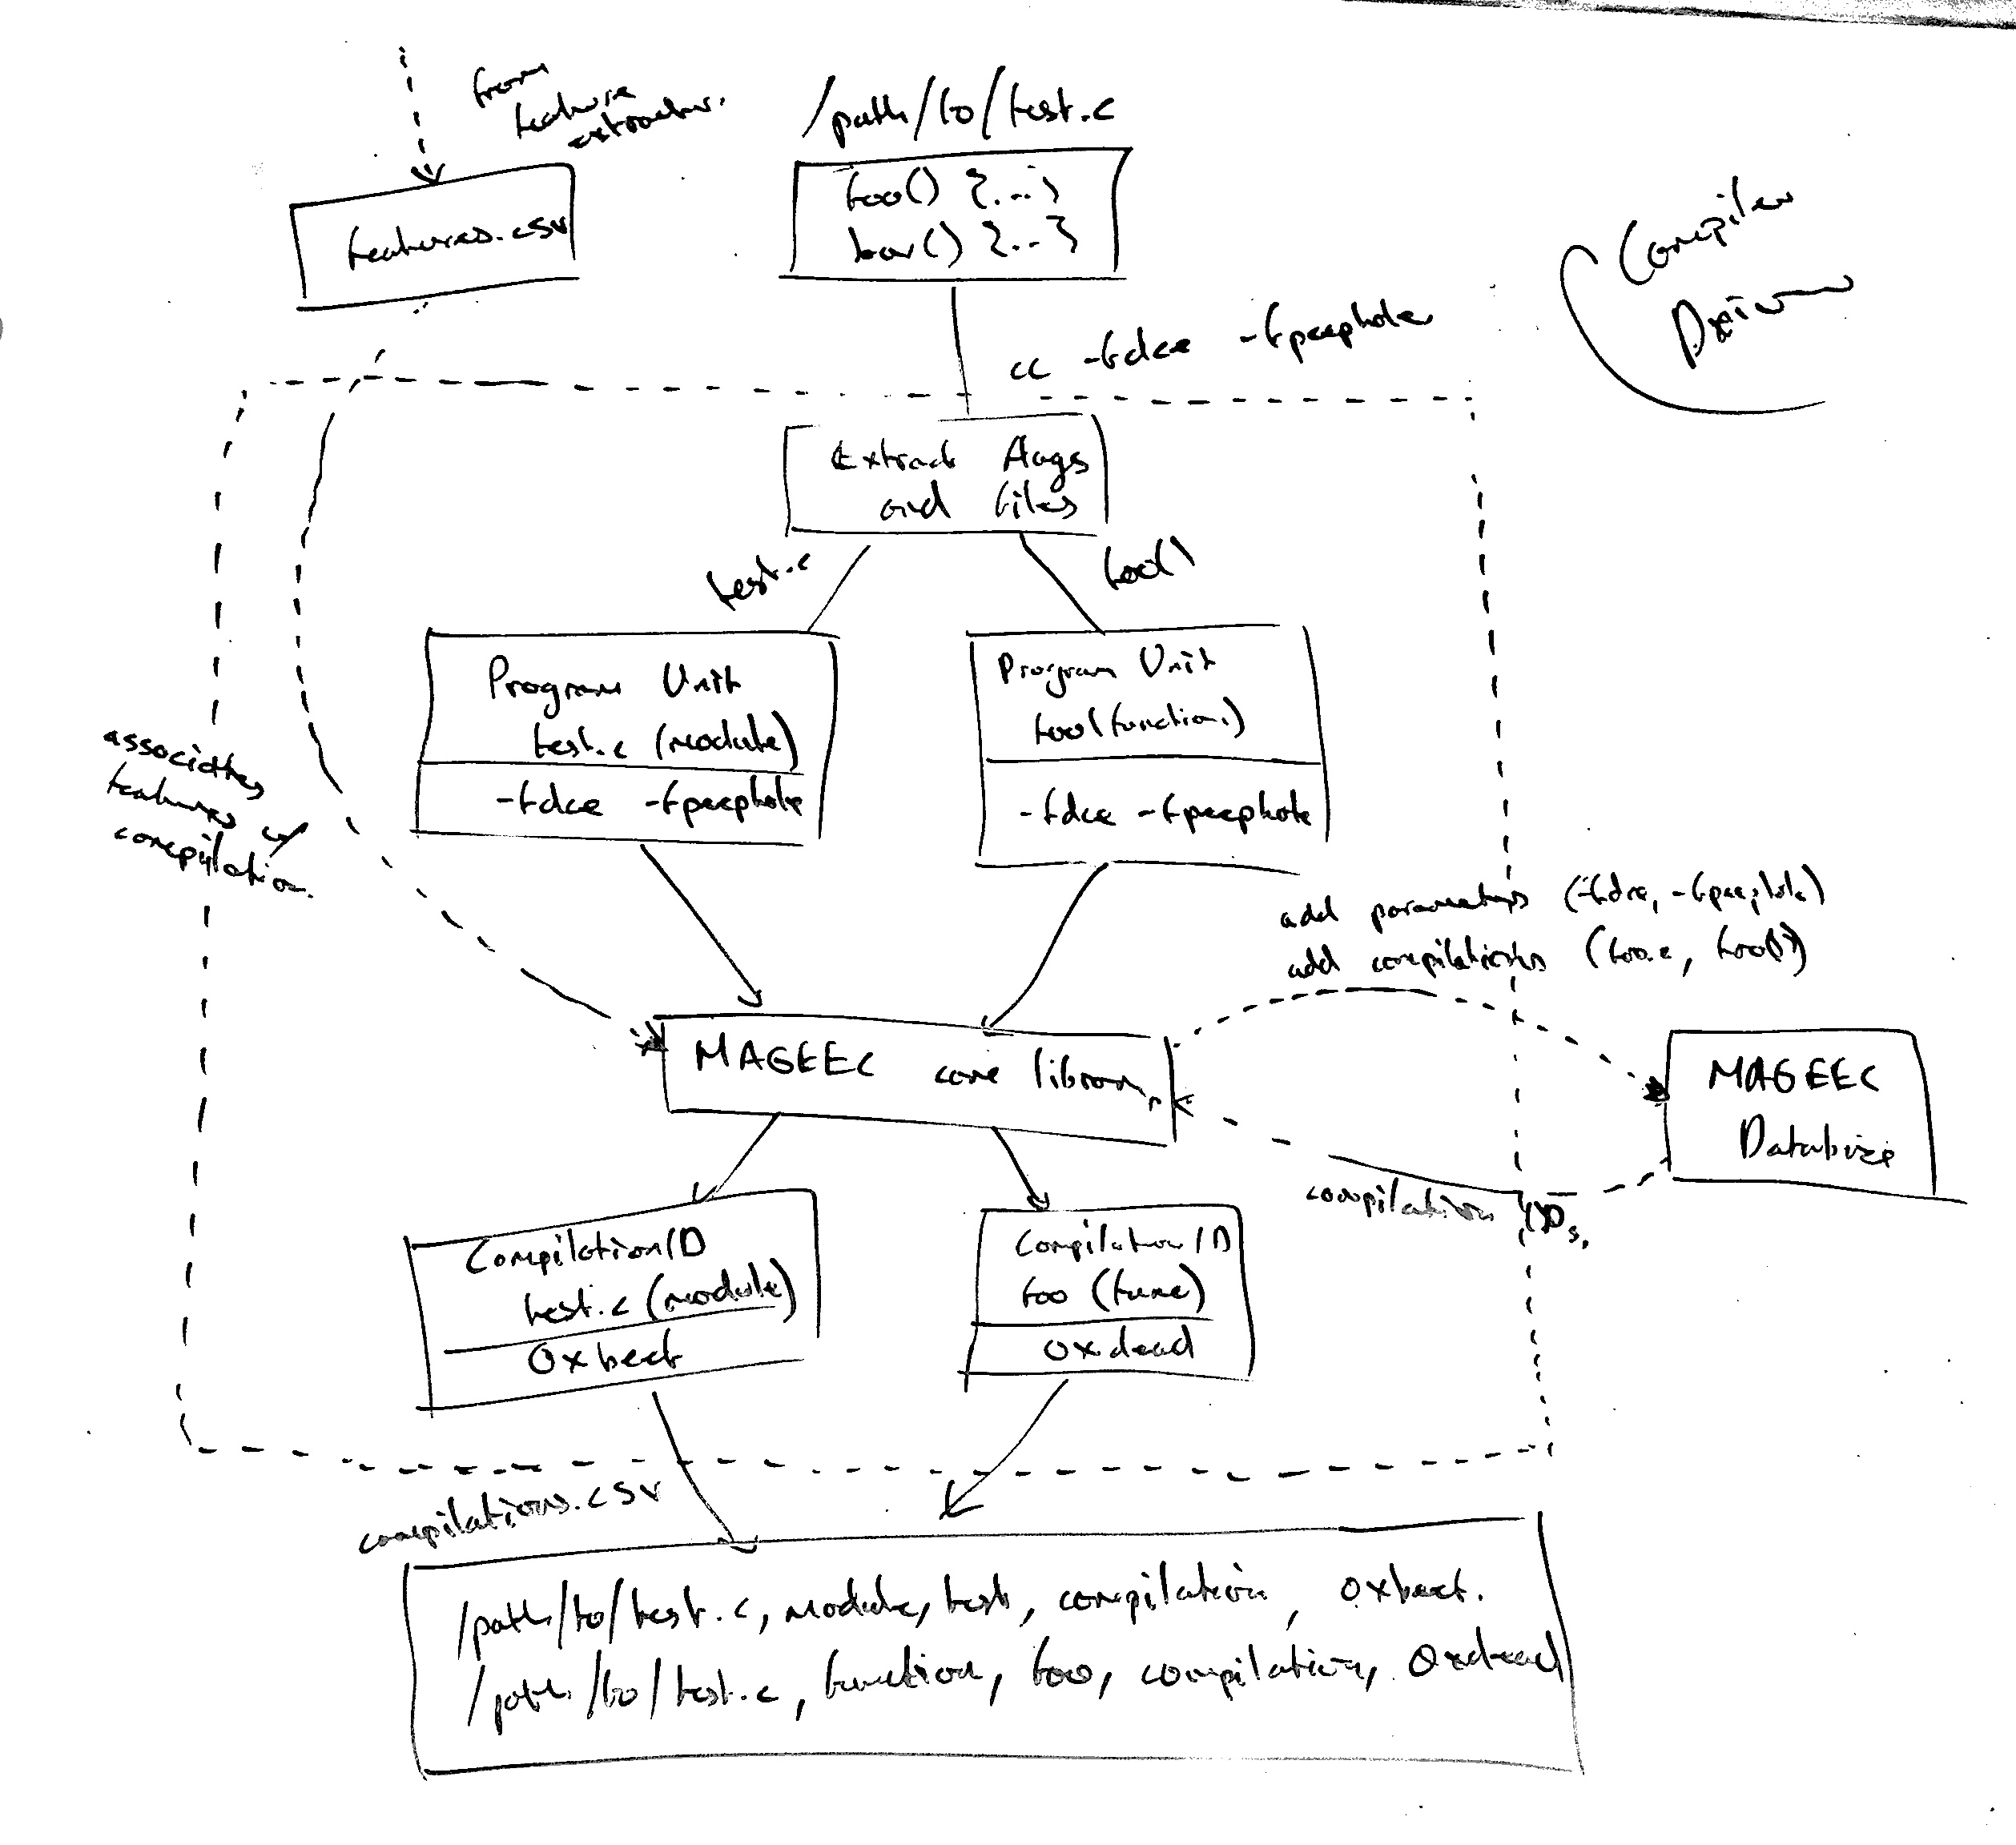 from
feature
extractor.
/path/to/test.c
foo() {...}
bar() {...}
features.csv
Compiler
Driver
cc -fdce -fpeephole
Extract flags
and files
test.c
foo()
Program Unit
test.c (module)
-fdce -fpeephole
Program Unit
foo (function)
-fdce -fpeephole
associates
features w/
compilation.
add parameters (-fdce, -fpeephole)
add compilations (foo.c, foo())
MAGEEC core library
MAGEEC
Database
compilation IDs.
CompilationID
test.c (module)
0xbeef
CompilationID
foo (func)
0xdead
compilations.csv
/path/to/test.c, module, test, compilation, 0xbeef.
/path/to/test.c, function, foo, compilation, 0xdead